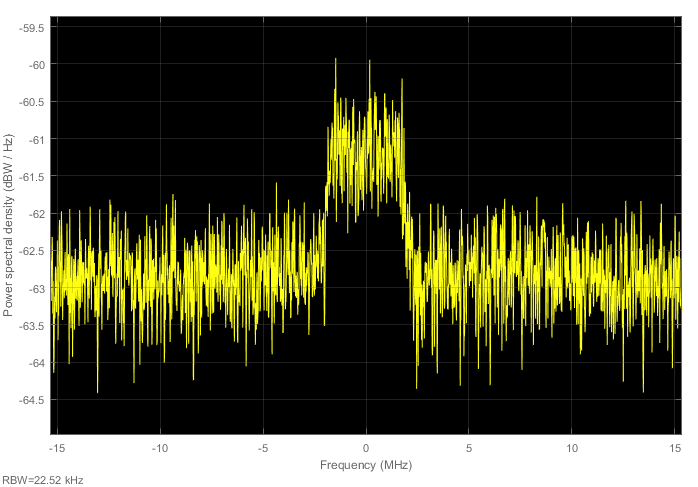 -59.5
-60
-60.5
-61
-61.5
-62
-62.5
-63
-63.5
-64
-64.5
Power spectral density (dBW / Hz)
-15 -10 -5 0 5 10 15
Frequency (MHz)
RBW=22.52 kHz